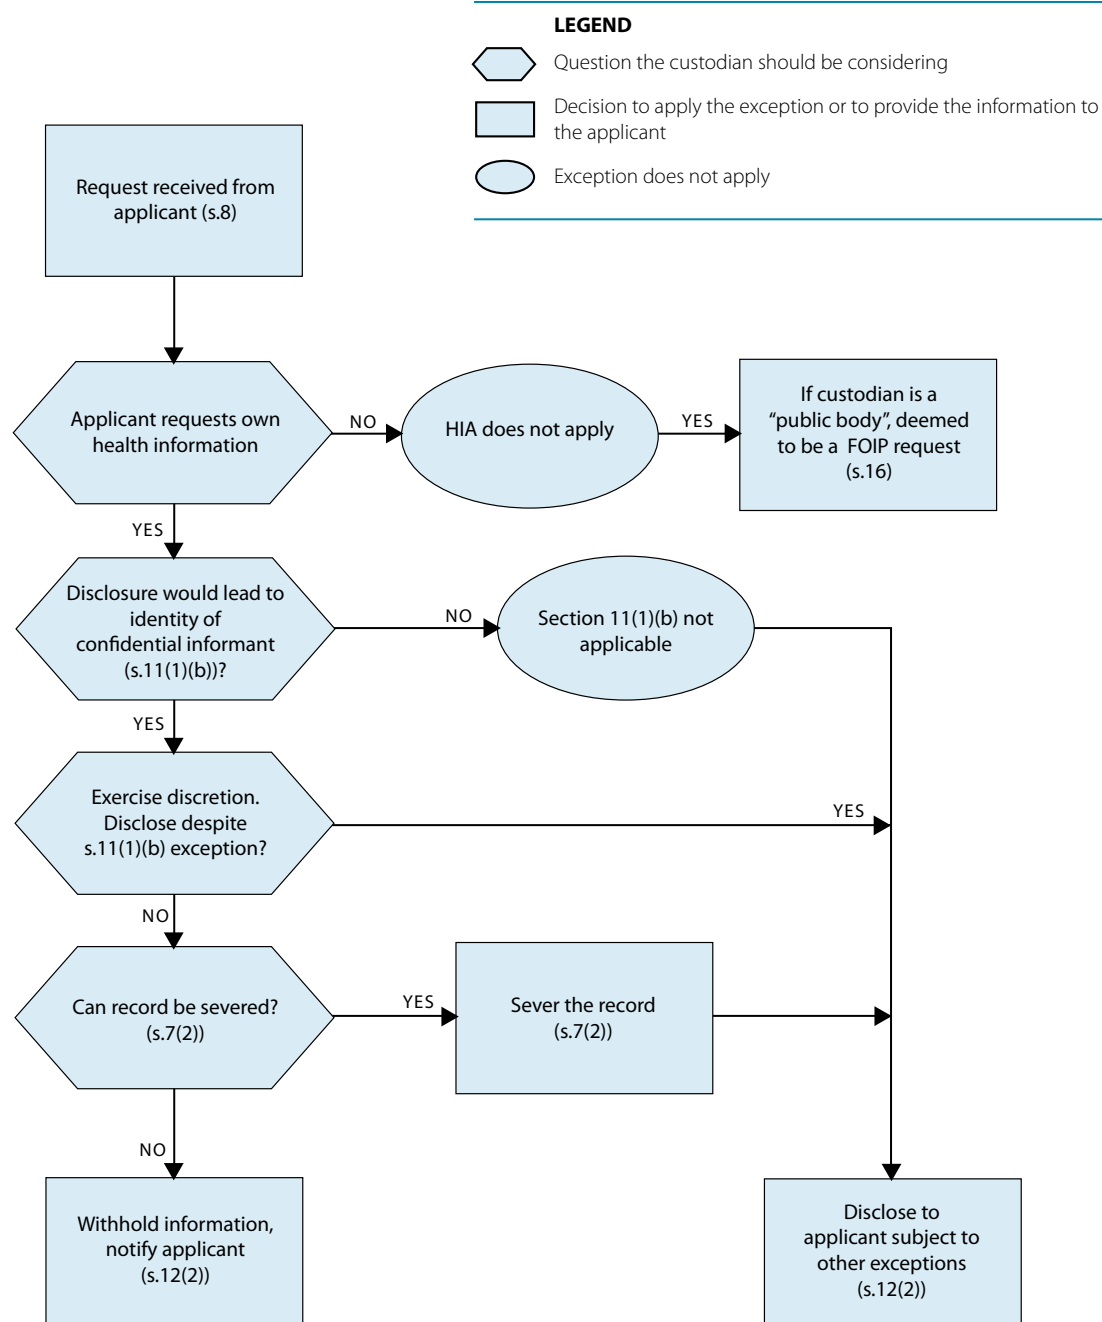 LEGEND
Question the custodian should be considering
Decision to apply the exception or to provide the information to
the applicant
Exception does not apply
Request received from
applicant (s.8)
Applicant requests own
health information
NO
HIA does not apply
YES
If custodian is a
“public body”, deemed
to be a  FOIP request
(s.16)
YES
Disclosure would lead to
identity of
confidential informant
(s.11(1)(b))?
NO
Section 11(1)(b) not
applicable
YES
Exercise discretion.
Disclose despite
s.11(1)(b) exception?
YES
NO
Can record be severed?
(s.7(2))
YES
Sever the record
(s.7(2))
NO
Withhold information,
notify applicant
(s.12(2))
Disclose to
applicant subject to
other exceptions
(s.12(2))